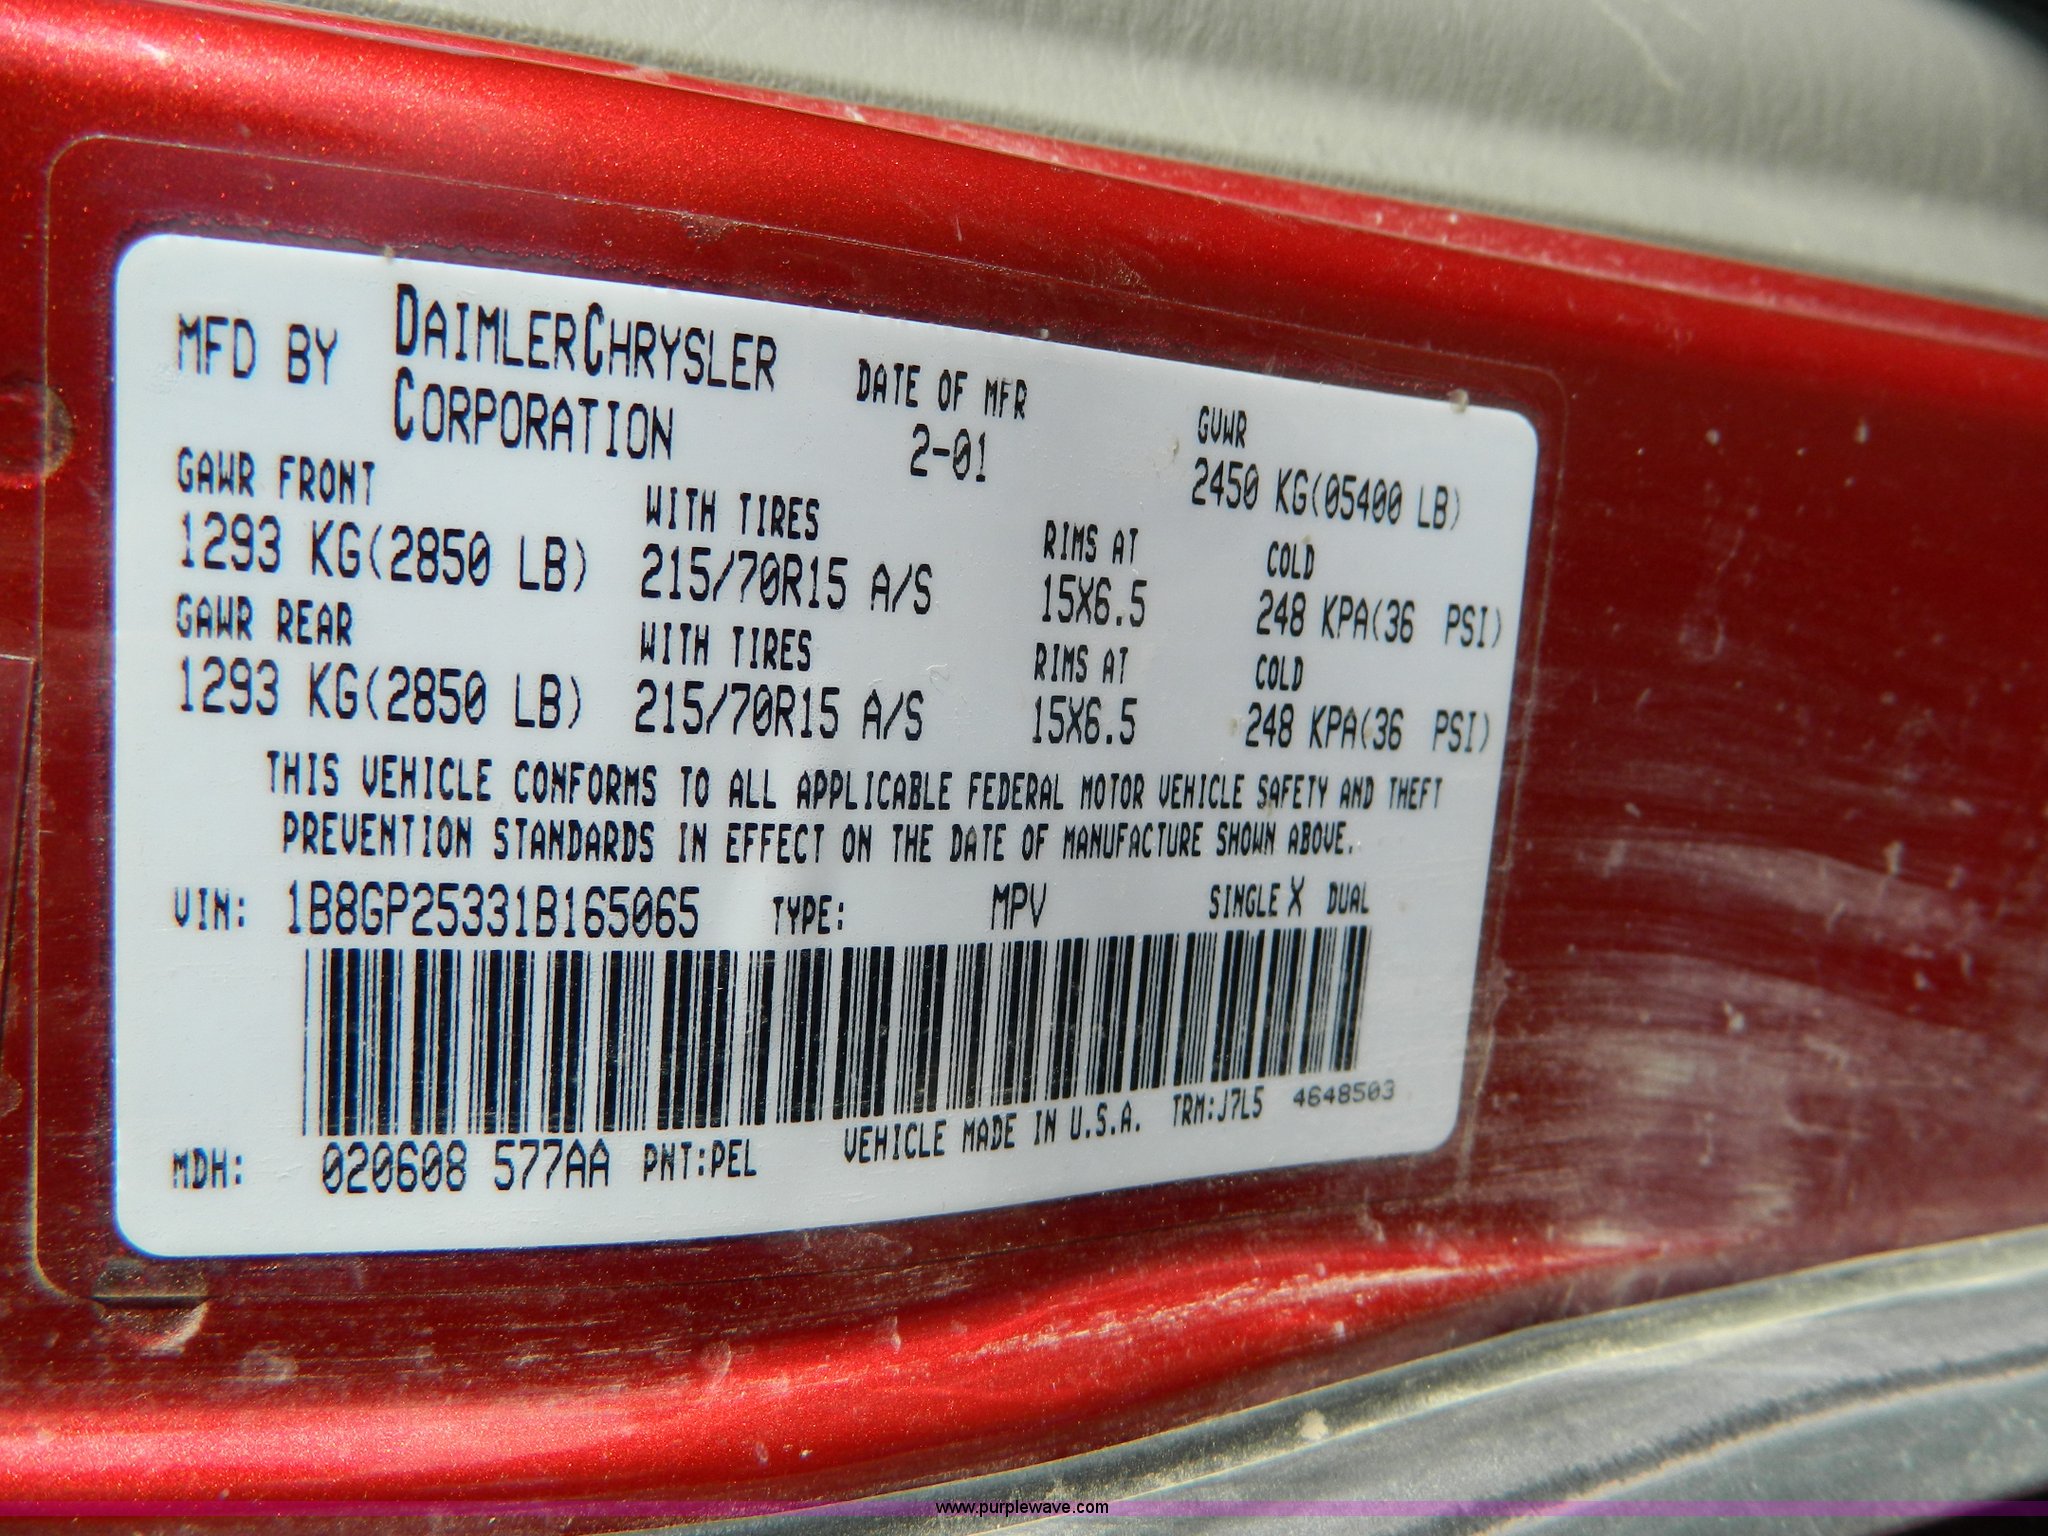 MFD BY DAIMLERCHRYSLER CORPORATION
DATE OF MFR
2-01
GVWR
2450 KG(05400 LB)
GAWR FRONT WITH TIRES RIMS AT COLD
1293 KG(2850 LB) 215/70R15 A/S 15X6.5 248 KPA(36 PSI)
GAWR REAR WITH TIRES RIMS AT COLD
1293 KG(2850 LB) 215/70R15 A/S 15X6.5 248 KPA(36 PSI)
THIS VEHICLE CONFORMS TO ALL APPLICABLE FEDERAL MOTOR VEHICLE SAFETY AND THEFT
PREVENTION STANDARDS IN EFFECT ON THE DATE OF MANUFACTURE SHOWN ABOVE.
VIN: 1B8GP25331B165065 TYPE: MPV SINGLE X DUAL
MDH: 020608 577AA PNT:PEL VEHICLE MADE IN U.S.A. TRM:J7L5 4648503
www.purplewave.com